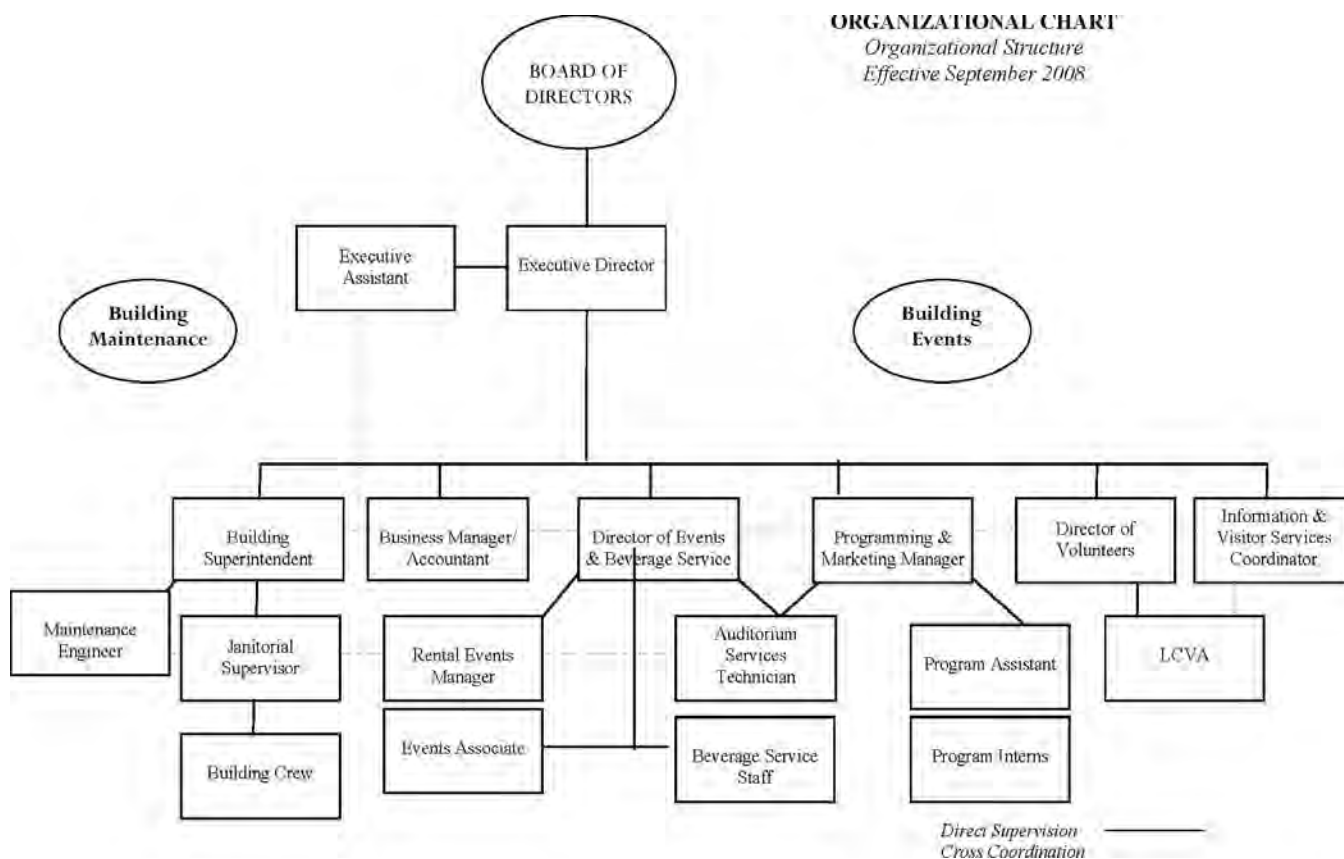 ORGANIZATIONAL CHART
Organizational Structure
Effective September 2008
BOARD OF
DIRECTORS
Executive
Assistant
Executive Director
Building
Maintenance
Building
Events
Building
Superintendent
Business Manager/
Accountant
Director of Events
& Beverage Service
Programming &
Marketing Manager
Director of
Volunteers
Information &
Visitor Services
Coordinator
Maintenance
Engineer
Janitorial
Supervisor
Rental Events
Manager
Auditorium
Services
Technician
Program Assistant
LCVA
Building Crew
Events Associate
Beverage Service
Staff
Program Interns
Direct Supervision
Cross Coordination